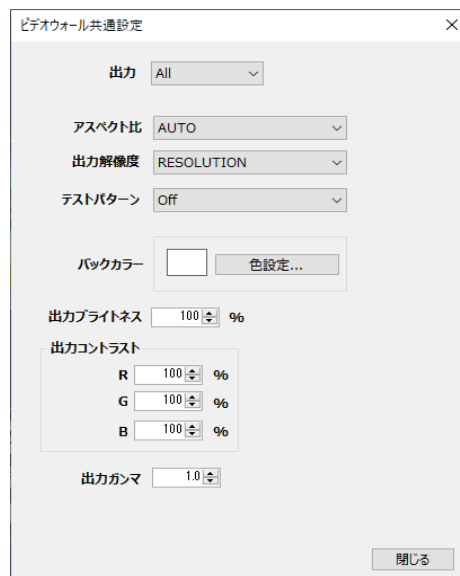 ビデオウォール共通設定
出力 All
アスペクト比 AUTO
出力解像度 RESOLUTION
テストパターン Off
バックカラー 色設定...
出力ブライトネス 100 %
出力コントラスト
R 100 %
G 100 %
B 100 %
出力ガンマ 1.0
閉じる